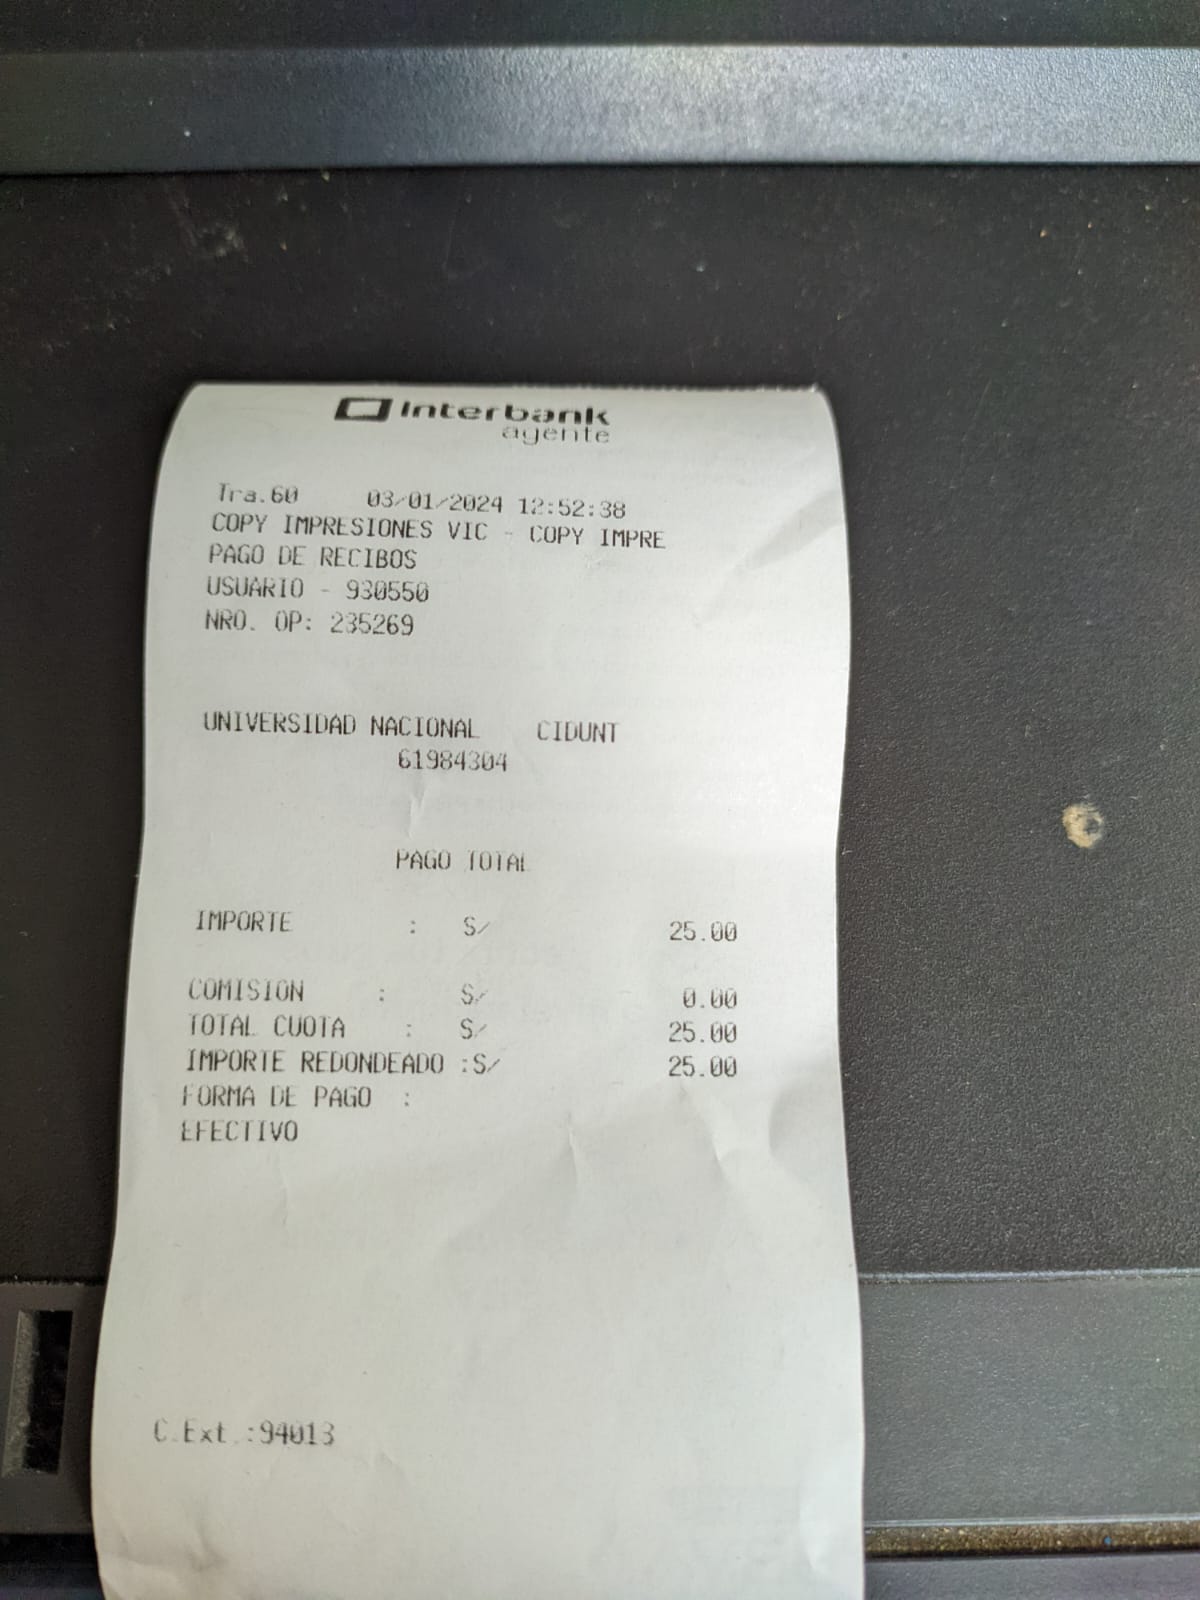 Interbank
agente
Tra.60 03/01/2024 12:52:38
COPY IMPRESIONES VIC - COPY IMPRE
PAGO DE RECIBOS
USUARIO - 930550
NRO. OP: 235269
UNIVERSIDAD NACIONAL CIDUNT
61984304
PAGO TOTAL
IMPORTE : S/ 25.00
COMISION : S/ 0.00
TOTAL CUOTA : S/ 25.00
IMPORTE REDONDEADO :S/ 25.00
FORMA DE PAGO :
EFECTIVO
C.Ext.:94013